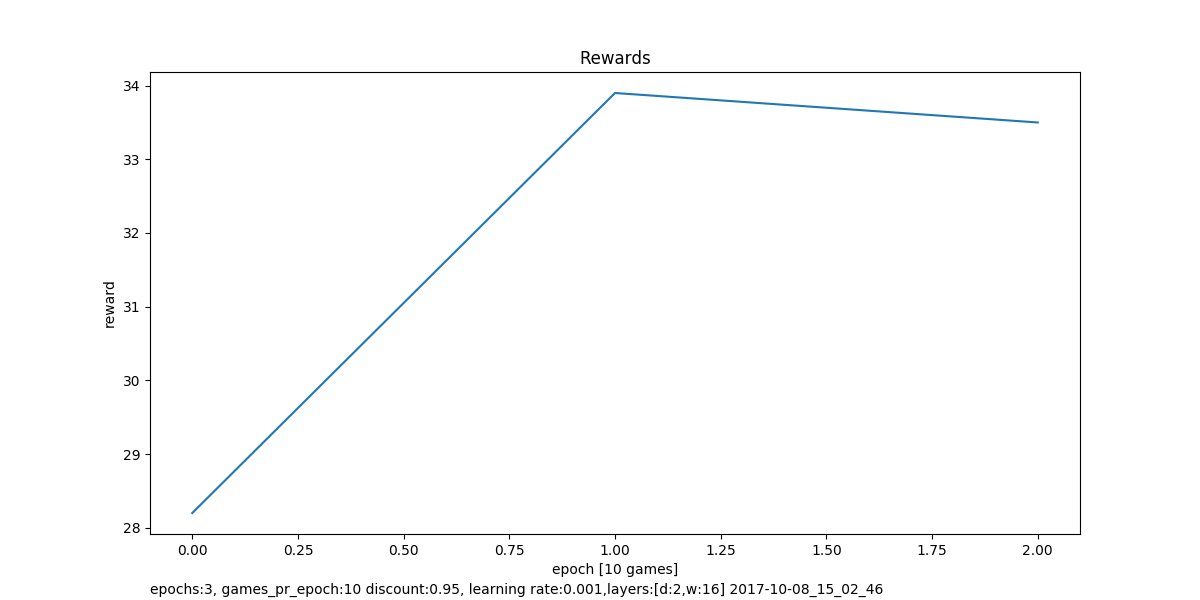 Rewards
34
33
32
31
30
29
28
reward
0.00 0.25 0.50 0.75 1.00 1.25 1.50 1.75 2.00
epoch [10 games]
epochs:3, games_pr_epoch:10 discount:0.95, learning rate:0.001,layers:[d:2,w:16] 2017-10-08_15_02_46